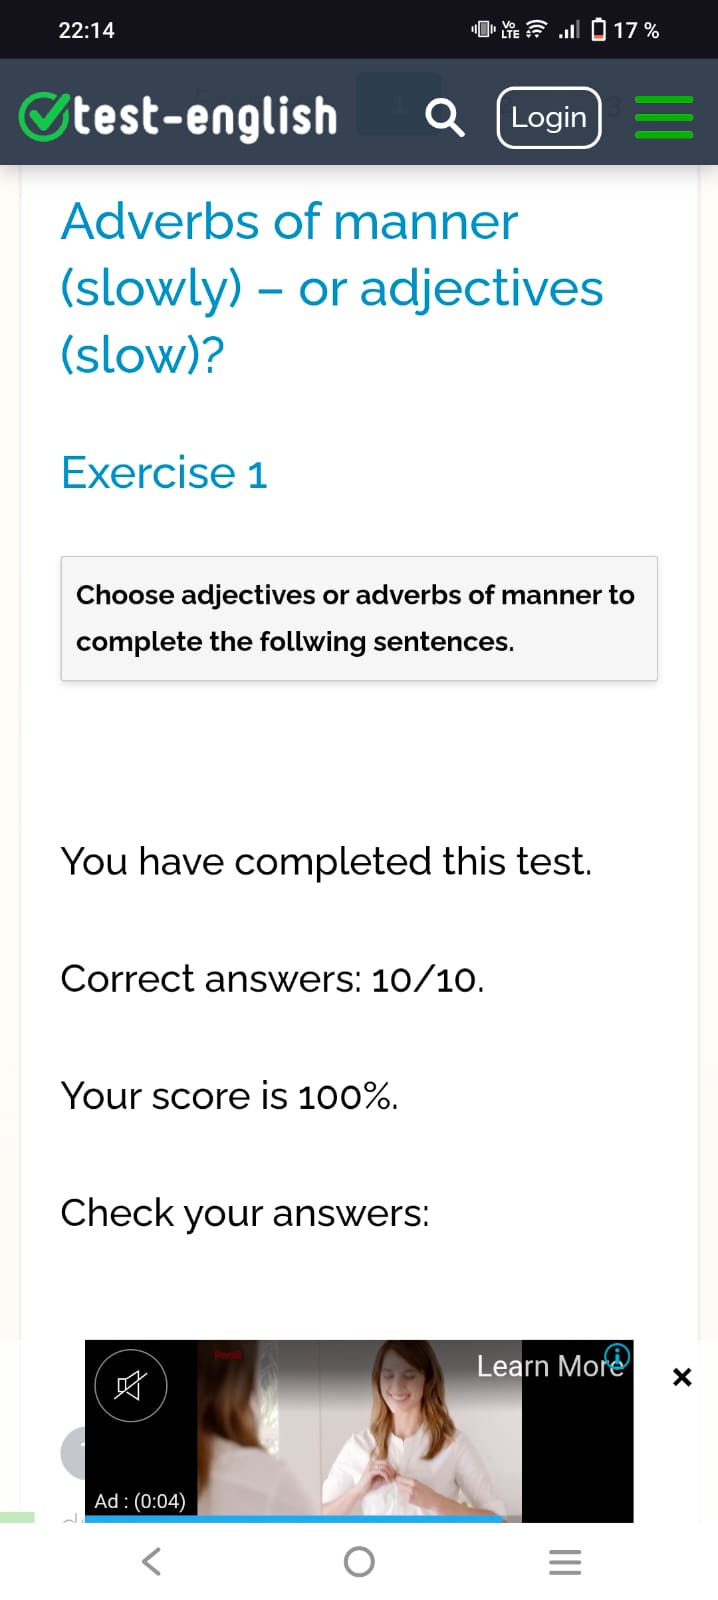 22:14
Vo LTE 17 %
test-english
Login
Adverbs of manner
(slowly) – or adjectives
(slow)?
Exercise 1
Choose adjectives or adverbs of manner to
complete the follwing sentences.
You have completed this test.
Correct answers: 10/10.
Your score is 100%.
Check your answers:
Learn More
Ad : (0:04)